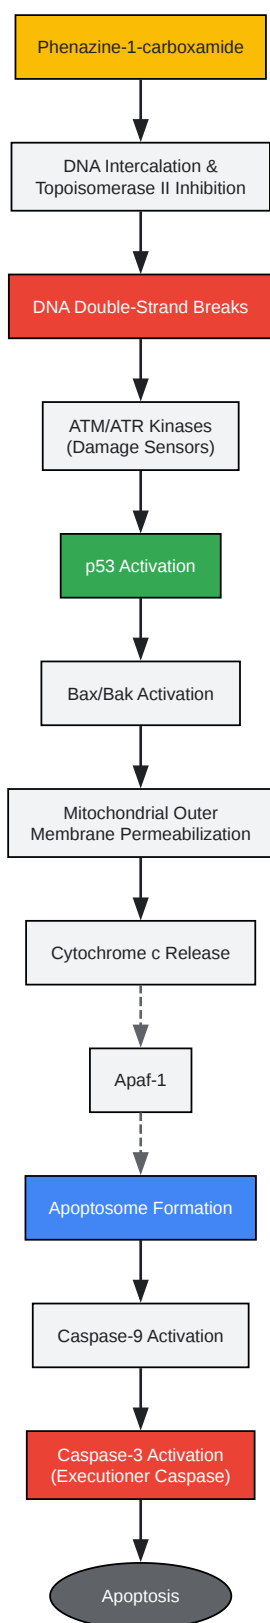 Phenazine-1-carboxamide
DNA Intercalation &
Topoisomerase II Inhibition
DNA Double-Strand Breaks
ATM/ATR Kinases
(Damage Sensors)
p53 Activation
Bax/Bak Activation
Mitochondrial Outer
Membrane Permeabilization
Cytochrome c Release
Apaf-1
Apoptosome Formation
Caspase-9 Activation
Caspase-3 Activation
(Executioner Caspase)
Apoptosis